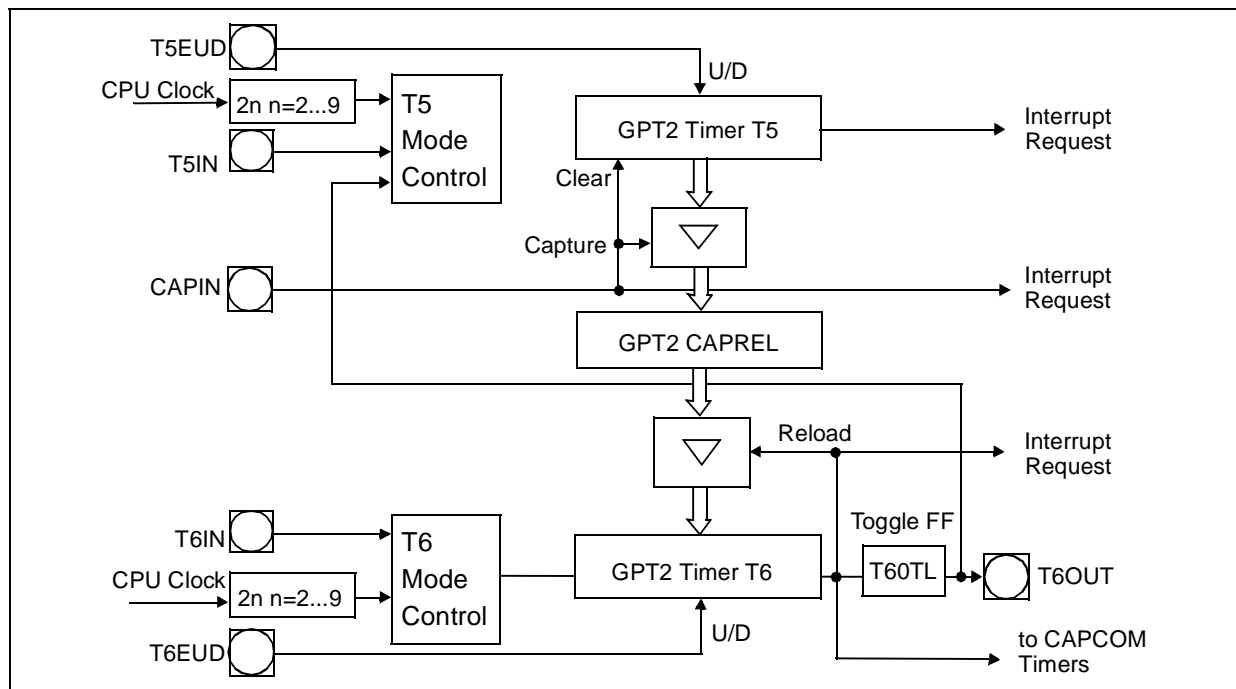 T5EUD
U/D
CPU Clock
2n n=2...9
T5
Mode
Control
GPT2 Timer T5
Interrupt
Request
T5IN
Clear
Capture
CAPIN
Interrupt
Request
GPT2 CAPREL
Reload
Interrupt
Request
T6IN
T6
Mode
Control
Toggle FF
GPT2 Timer T6
T60TL
T6OUT
CPU Clock
2n n=2...9
U/D
T6EUD
to CAPCOM
Timers